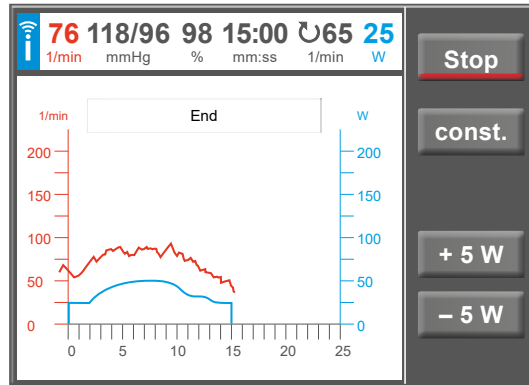 76 118/96 98 15:00 ↻65 25
1/min mmHg % mm:ss 1/min W
Stop
1/min End W
const.
200 200
150 150
100 100
+ 5 W
50 50
– 5 W
0 0
0 5 10 15 20 25